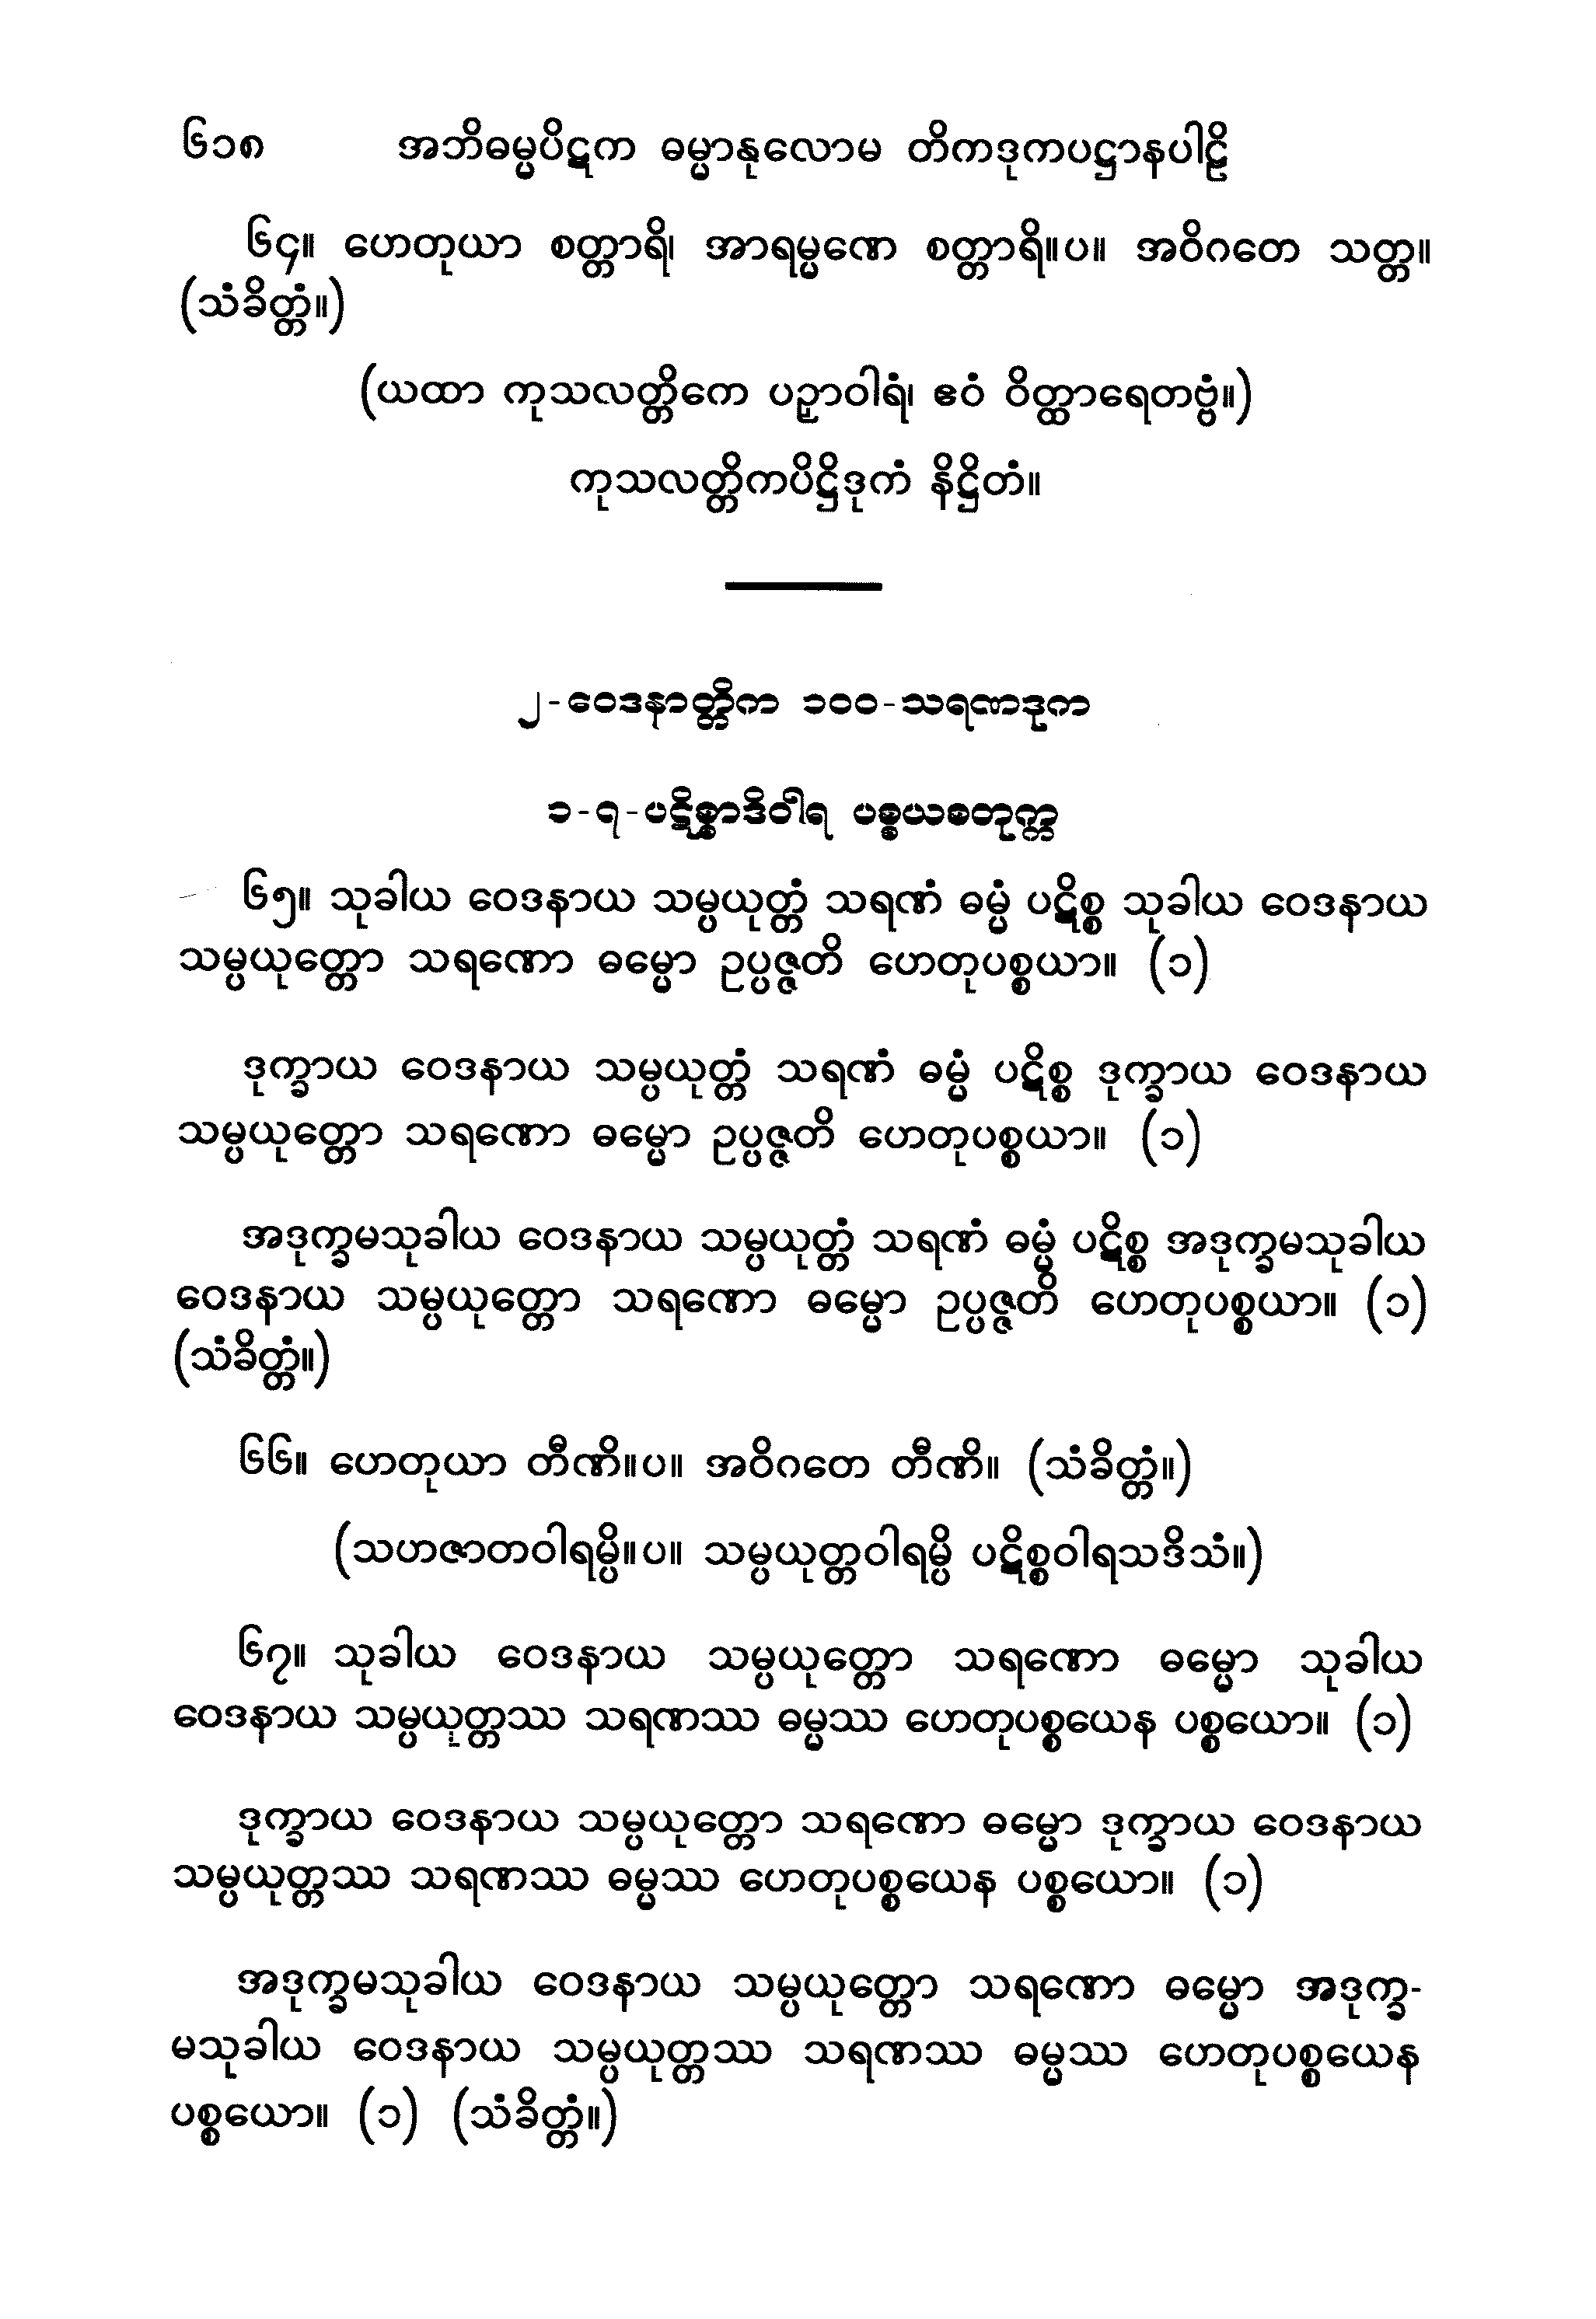 ၆၁၈ အဘိဓမ္မပိဋက ဓမ္မာနုလောမ တိကဒုကပဋ္ဌာနပါဠိ
၆၄။ ဟေတုယာ စတ္တာရိ၊ အာရမ္မဏေ စတ္တာရိ။ပ။ အဝိဂတေ သတ္တ။
(သံခိတ္တံ။)
(ယထာ ကုသလတ္တိကေ ပဉှာဝါရံ၊ ဧဝံ ဝိတ္ထာရေတဗ္ဗံ။)
ကုသလတ္တိကပိဋ္ဌိဒုကံ နိဋ္ဌိတံ။
၂-ဝေဒနာတ္တိက ၁၀၀-သရဏဒုက
၁-၇-ပဋိစ္စာဒိဝါရ ပစ္စယစတုက္က
၆၅။ သုခါယ ဝေဒနာယ သမ္ပယုတ္တံ သရဏံ ဓမ္မံ ပဋိစ္စ သုခါယ ဝေဒနာယ
သမ္ပယုတ္တော သရဏော ဓမ္မော ဥပ္ပဇ္ဇတိ ဟေတုပစ္စယာ။ (၁)
ဒုက္ခာယ ဝေဒနာယ သမ္ပယုတ္တံ သရဏံ ဓမ္မံ ပဋိစ္စ ဒုက္ခာယ ဝေဒနာယ
သမ္ပယုတ္တော သရဏော ဓမ္မော ဥပ္ပဇ္ဇတိ ဟေတုပစ္စယာ။ (၁)
အဒုက္ခမသုခါယ ဝေဒနာယ သမ္ပယုတ္တံ သရဏံ ဓမ္မံ ပဋိစ္စ အဒုက္ခမသုခါယ
ဝေဒနာယ သမ္ပယုတ္တော သရဏော ဓမ္မော ဥပ္ပဇ္ဇတိ ဟေတုပစ္စယာ။ (၁)
(သံခိတ္တံ။)
၆၆။ ဟေတုယာ တီဏိ။ပ။ အဝိဂတေ တီဏိ။ (သံခိတ္တံ။)
(သဟဇာတဝါရမ္ပိ။ပ။ သမ္ပယုတ္တဝါရမ္ပိ ပဋိစ္စဝါရသဒိသံ။)
၆၇။ သုခါယ ဝေဒနာယ သမ္ပယုတ္တော သရဏော ဓမ္မော သုခါယ
ဝေဒနာယ သမ္ပယုတ္တဿ သရဏဿ ဓမ္မဿ ဟေတုပစ္စယေန ပစ္စယော။ (၁)
ဒုက္ခာယ ဝေဒနာယ သမ္ပယုတ္တော သရဏော ဓမ္မော ဒုက္ခာယ ဝေဒနာယ
သမ္ပယုတ္တဿ သရဏဿ ဓမ္မဿ ဟေတုပစ္စယေန ပစ္စယော။ (၁)
အဒုက္ခမသုခါယ ဝေဒနာယ သမ္ပယုတ္တော သရဏော ဓမ္မော အဒုက္ခ-
မသုခါယ ဝေဒနာယ သမ္ပယုတ္တဿ သရဏဿ ဓမ္မဿ ဟေတုပစ္စယေန
ပစ္စယော။ (၁) (သံခိတ္တံ။)